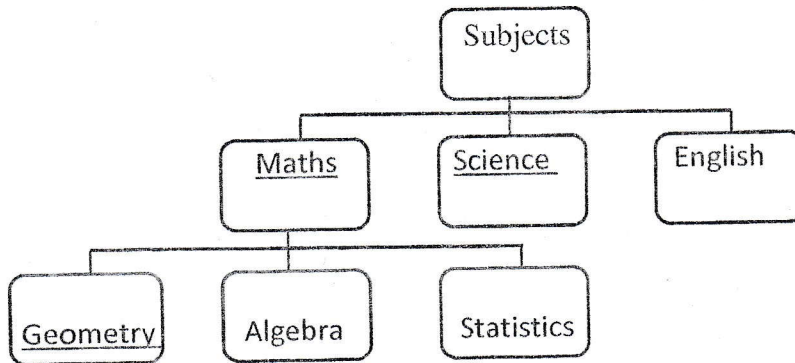 Subjects
Maths
Science
English
Geometry
Algebra
Statistics